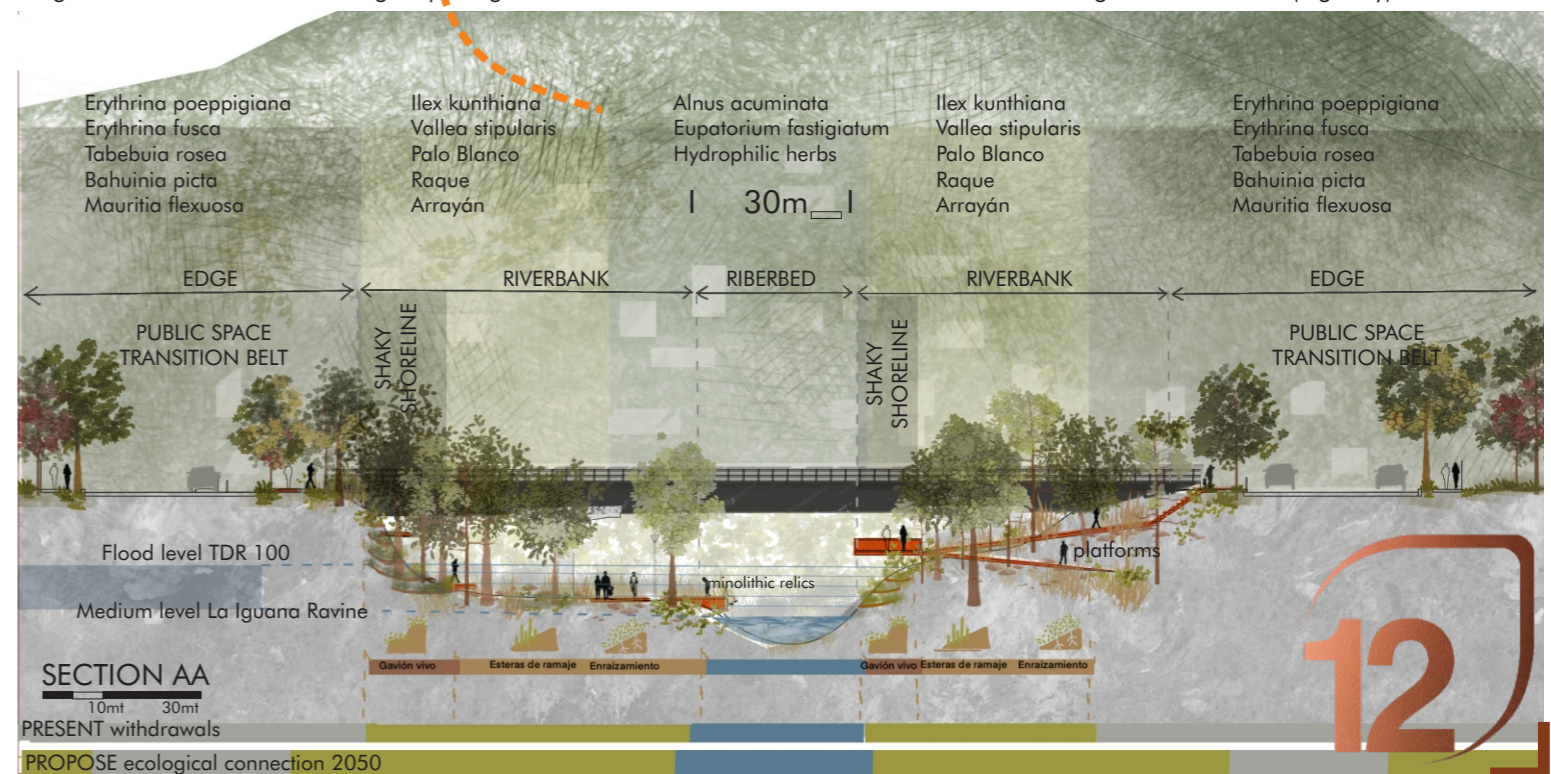 Erythrina poeppigiana
Erythrina fusca
Tabebuia rosea
Bahuinia picta
Mauritia flexuosa
Ilex kunthiana
Vallea stipularis
Palo Blanco
Raque
Arrayán
Alnus acuminata
Eupatorium fastigiatum
Hydrophilic herbs
30m
Ilex kunthiana
Vallea stipularis
Palo Blanco
Raque
Arrayán
Erythrina poeppigiana
Erythrina fusca
Tabebuia rosea
Bahuinia picta
Mauritia flexuosa
EDGE
RIVERBANK
RIBERBED
RIVERBANK
EDGE
PUBLIC SPACE
TRANSITION BELT
SHAKY
SHORELINE
SHAKY
SHORELINE
PUBLIC SPACE
TRANSITION BELT
Flood level TDR 100
platforms
minolithic relics
Medium level La Iguana Ravine
Gavión vivo
Esteras de ramaje
Enraizamiento
Gavión vivo
Esteras de ramaje
Enraizamiento
SECTION AA
10mt 30mt
PRESENT withdrawals
PROPOSE ecological connection 2050
12